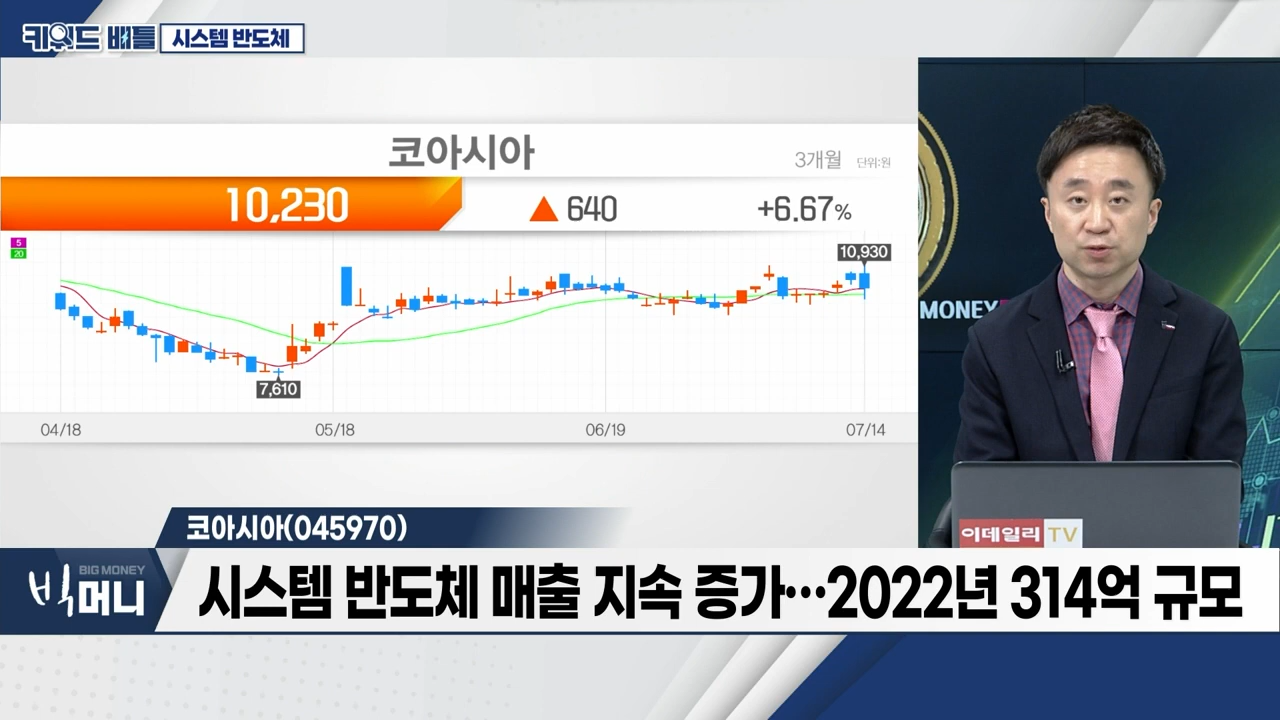 키워드 배틀 시스템 반도체
코아시아
3개월 단위:원
10,230 ▲ 640 +6.67%
5
20
10,930
7,610
04/18 05/18 06/19 07/14
MONEY
이데일리 TV
코아시아(045970)
BIG MONEY
빅머니
시스템 반도체 매출 지속 증가…2022년 314억 규모